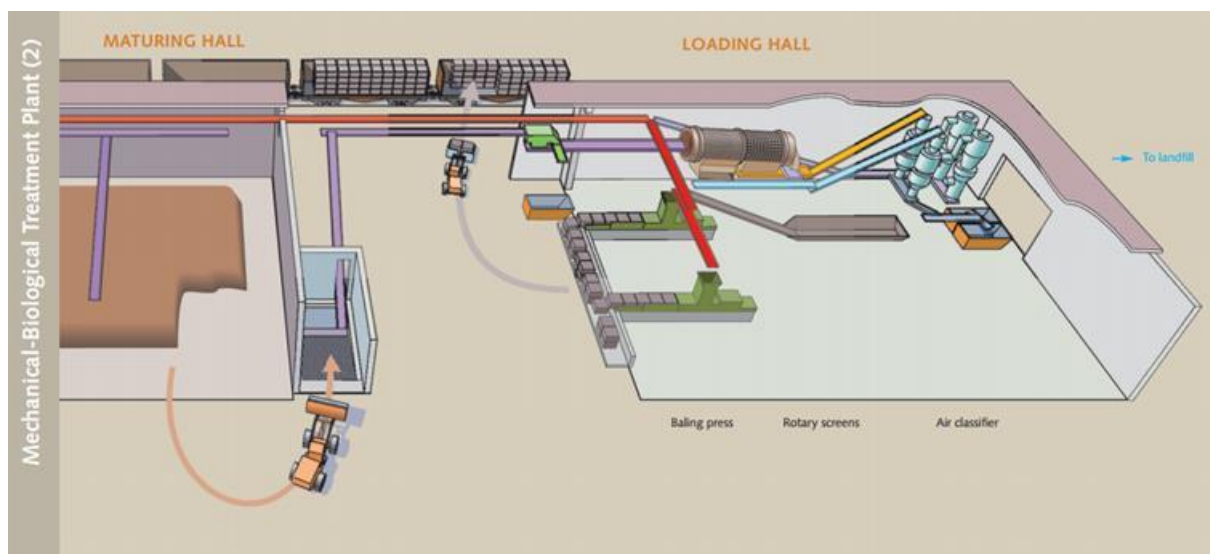 Mechanical-Biological Treatment Plant (2)
MATURING HALL
LOADING HALL
To landfill
Baling press
Rotary screens
Air classifier